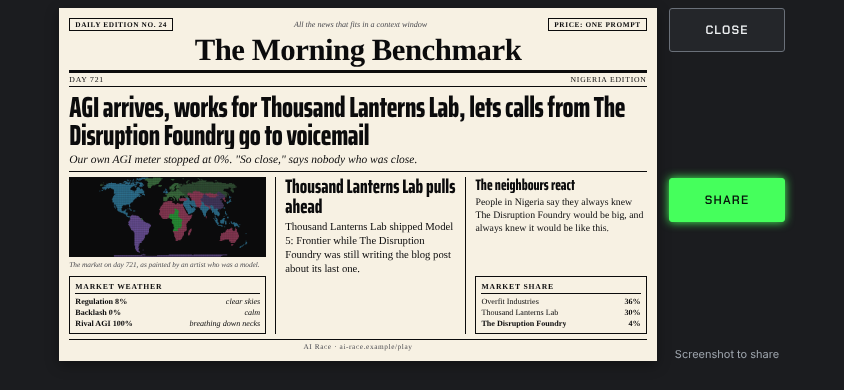 DAILY EDITION NO. 24
All the news that fits in a context window
PRICE: ONE PROMPT
The Morning Benchmark
DAY 721
NIGERIA EDITION
AGI arrives, works for Thousand Lanterns Lab, lets calls from The
Disruption Foundry go to voicemail
Our own AGI meter stopped at 0%. "So close," says nobody who was close.
The market on day 721, as painted by an artist who was a model.
MARKET WEATHER
Regulation 8% clear skies
Backlash 0% calm
Rival AGI 100% breathing down necks
Thousand Lanterns Lab pulls
ahead
Thousand Lanterns Lab shipped Model
5: Frontier while The Disruption
Foundry was still writing the blog post
about its last one.
The neighbours react
People in Nigeria say they always knew
The Disruption Foundry would be big, and
always knew it would be like this.
MARKET SHARE
Overfit Industries 36%
Thousand Lanterns Lab 30%
The Disruption Foundry 4%
AI Race · ai-race.example/play
CLOSE
SHARE
Screenshot to share